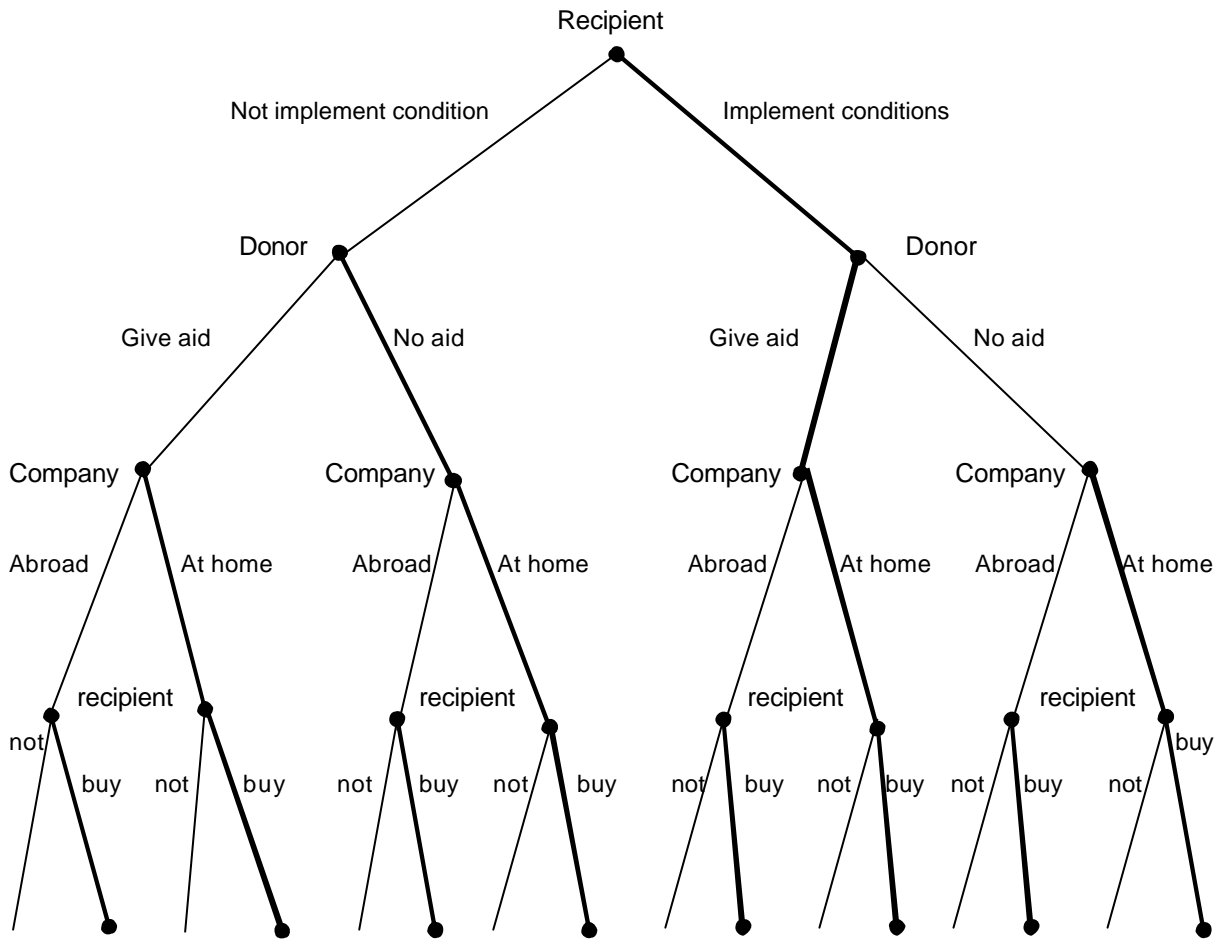 Recipient
Not implement condition Implement conditions
Donor Donor
Give aid No aid Give aid No aid
Company Company Company Company
Abroad At home Abroad At home Abroad At home Abroad At home
recipient recipient recipient recipient
not buy
buy not buy not buy not buy not buy not buy not buy not